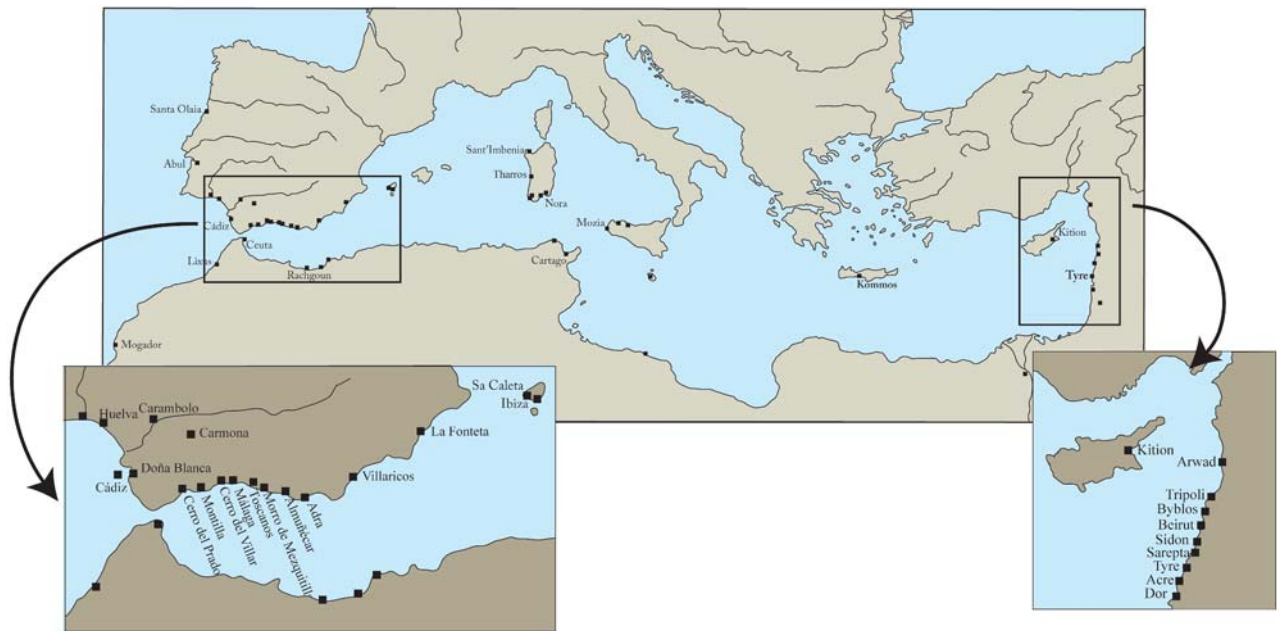 Santa Olaia
Abul
Cádiz
Ceuta
Lixus
Rachgoun
Mogador
Sant'Imbenia
Tharros
Nora
Mozia
Cartago
Kommos
Kition
Tyre
Huelva
Carambolo
Carmona
Doña Blanca
Cádiz
Cerro del Prado
Montilla
Cerro del Villar
Málaga
Toscanos
Morro de Mezquitilla
Almuñécar
Adra
Villaricos
La Fonteta
Sa Caleta
Ibiza
Kition
Arwad
Tripoli
Byblos
Beirut
Sidon
Sarepta
Tyre
Acre
Dor